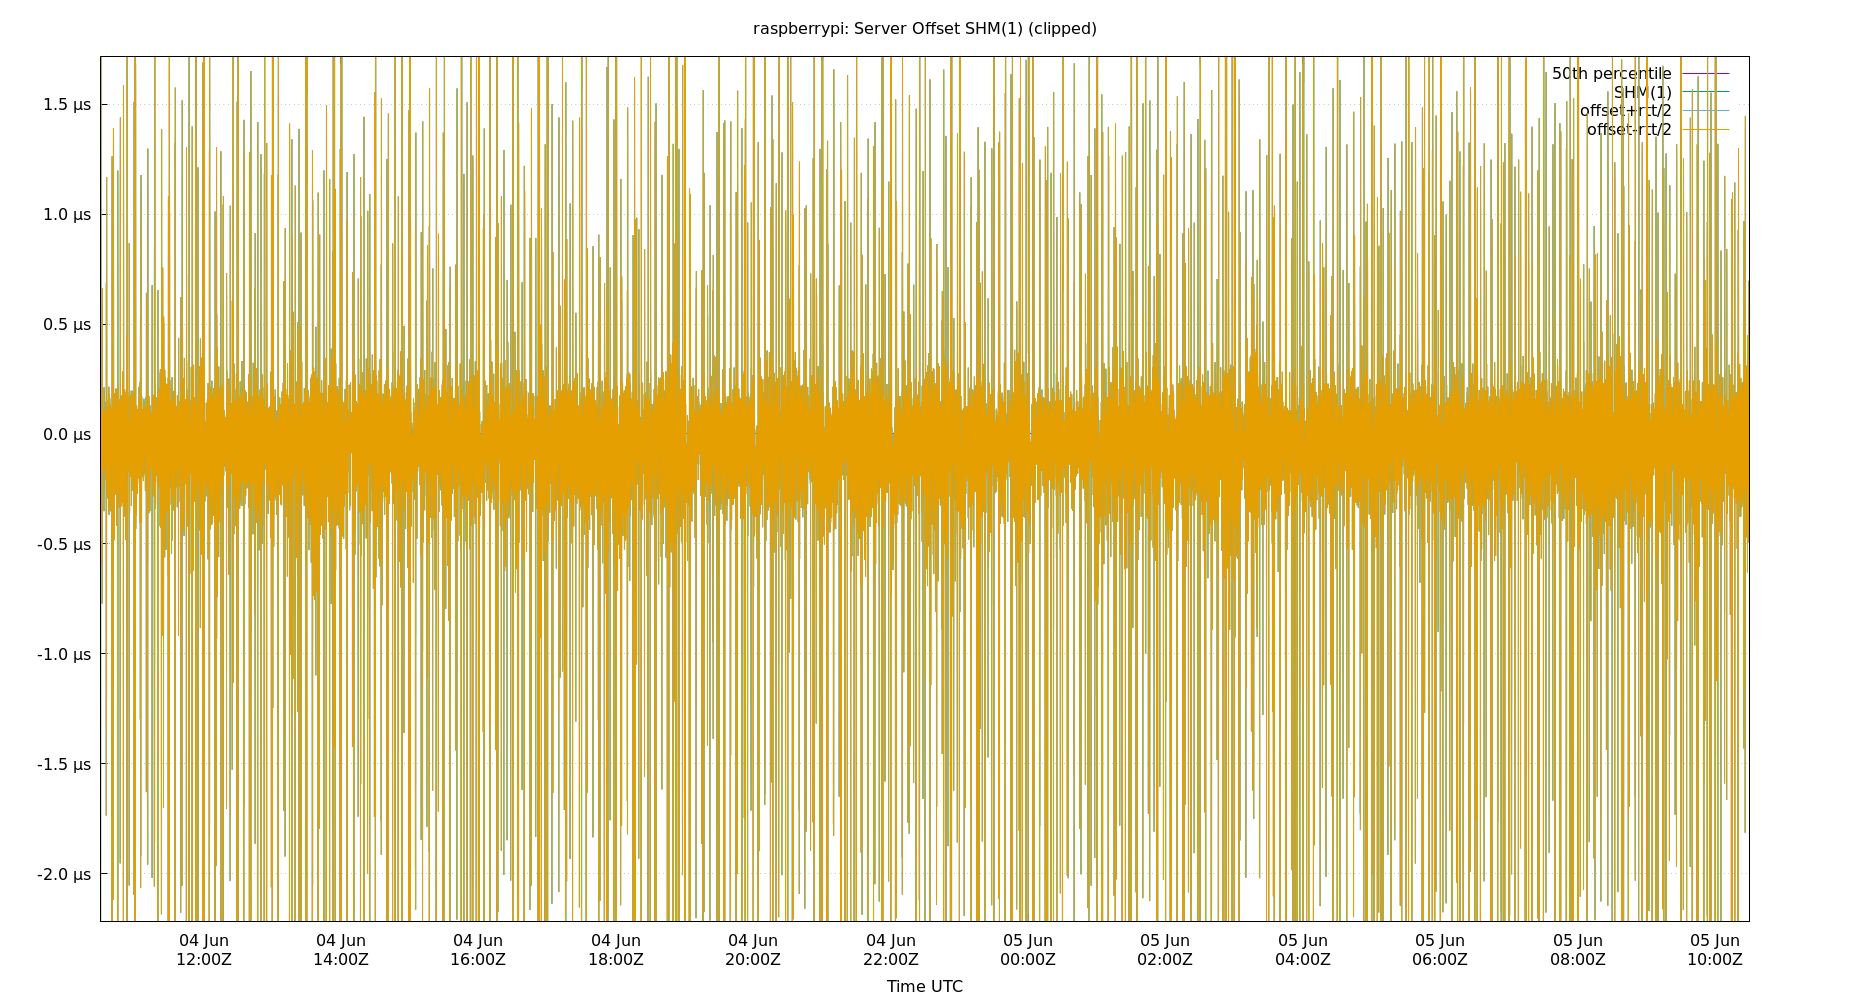 raspberrypi: Server Offset SHM(1) (clipped)
50th percentile
SHM(1)
offset+rtt/2
offset-rtt/2
1.5 µs
1.0 µs
0.5 µs
0.0 µs
-0.5 µs
-1.0 µs
-1.5 µs
-2.0 µs
04 Jun 04 Jun 04 Jun 04 Jun 04 Jun 04 Jun 05 Jun 05 Jun 05 Jun 05 Jun 05 Jun 05 Jun
12:00Z 14:00Z 16:00Z 18:00Z 20:00Z 22:00Z 00:00Z 02:00Z 04:00Z 06:00Z 08:00Z 10:00Z
Time UTC